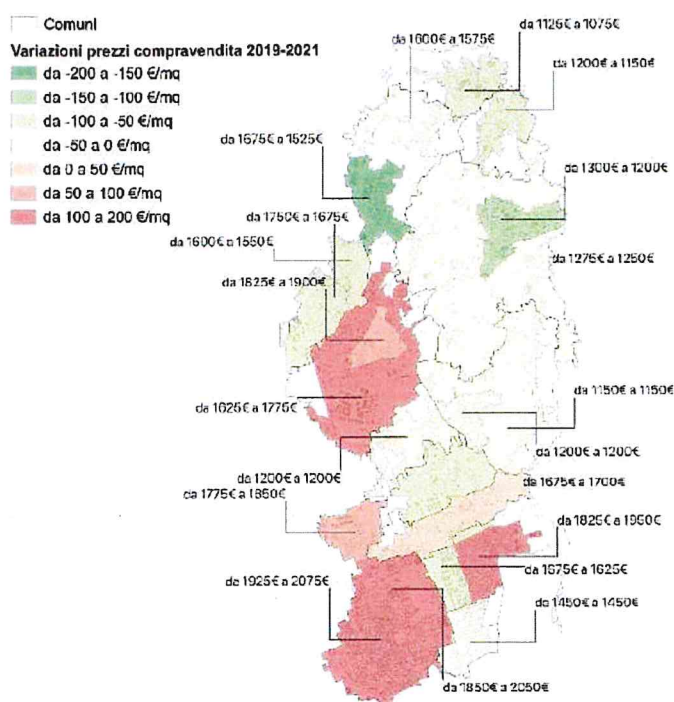 Comuni
Variazioni prezzi compravendita 2019-2021
da -200 a -150 €/mq
da -150 a -100 €/mq
da -100 a -50 €/mq
da -50 a 0 €/mq
da 0 a 50 €/mq
da 50 a 100 €/mq
da 100 a 200 €/mq
da 1600€ a 1575€
da 1125€ a 1075€
da 1200€ a 1150€
da 1675€ a 1525€
da 1300€ a 1200€
da 1750€ a 1675€
da 1600€ a 1550€
da 1275€ a 1250€
da 1825€ a 1900€
da 1625€ a 1775€
da 1150€ a 1150€
da 1200€ a 1200€
da 1200€ a 1200€
da 1675€ a 1700€
da 1775€ a 1850€
da 1825€ a 1950€
da 1675€ a 1625€
da 1925€ a 2075€
da 1450€ a 1450€
da 1850€ a 2050€